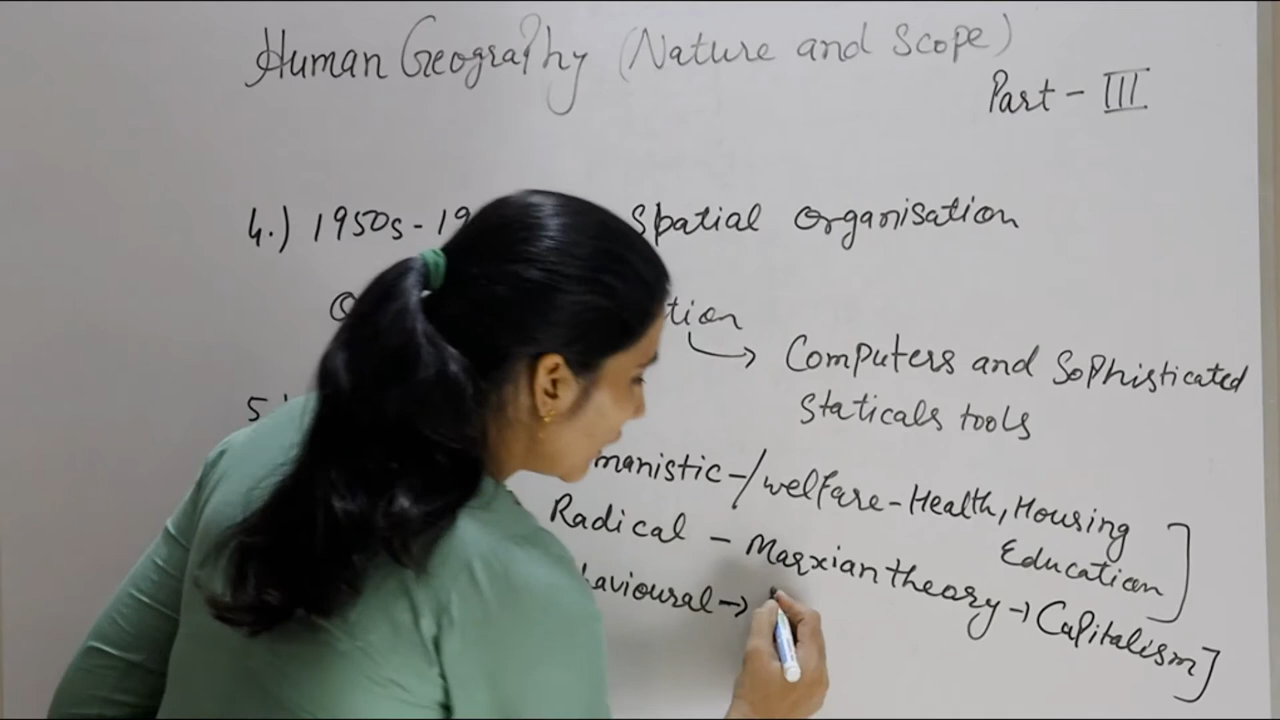 Human Geography (Nature and Scope)
Part - III
4.) 1950s - 19 Spatial Organisation
tion
Computers and Sophisticated
Staticals tools
5
manistic-/welfare-Health, Housing
Education]
Radical - Marxian theory → Capitalism]
havioural →